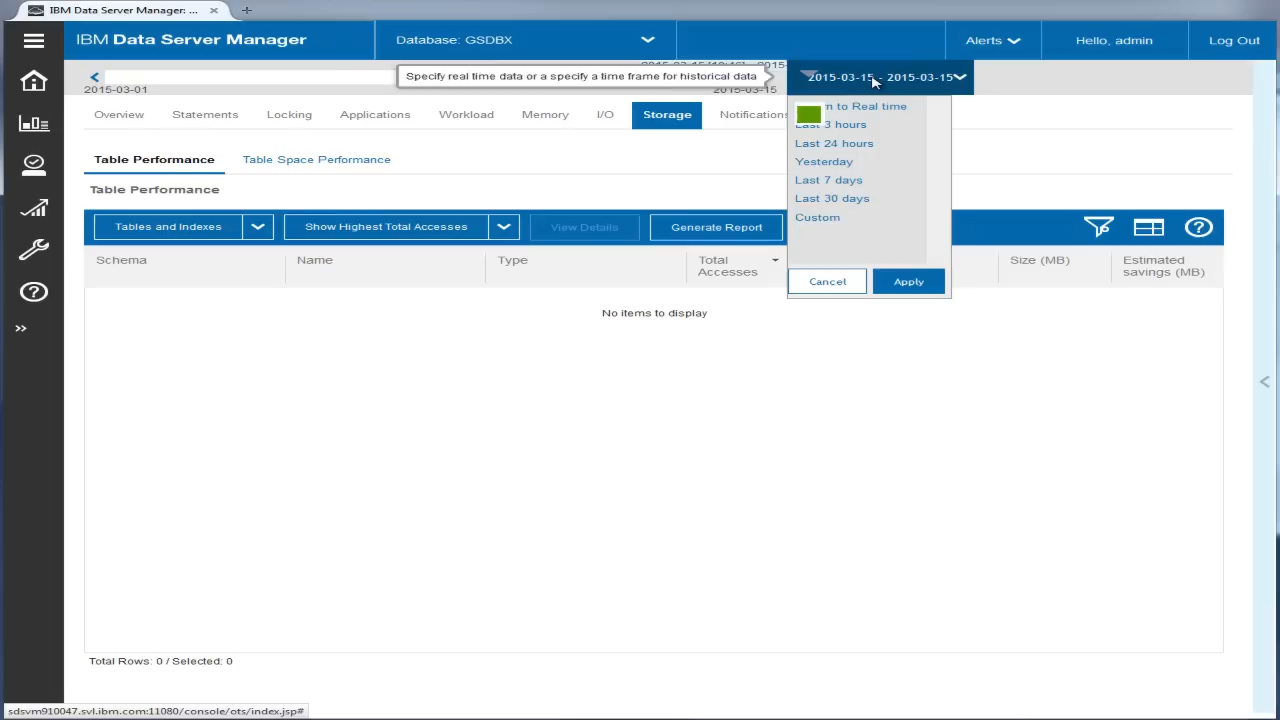 IBM Data Server Manager: ...
IBM Data Server Manager
Database: GSDBX
Alerts
Hello, admin
Log Out
Specify real time data or a specify a time frame for historical data
2015-03-15 - 2015-03-15
2015-03-01
2015-03-15
Overview
Statements
Locking
Applications
Workload
Memory
I/O
Storage
Notifications
to Real time
Last 3 hours
Last 24 hours
Yesterday
Last 7 days
Last 30 days
Custom
Cancel
Apply
Table Performance
Table Space Performance
Table Performance
Tables and Indexes
Show Highest Total Accesses
View Details
Generate Report
Schema
Name
Type
Total
Accesses
Size (MB)
Estimated
savings (MB)
No items to display
Total Rows: 0 / Selected: 0
sdsvm910047.svl.ibm.com:11080/console/ots/index.jsp#